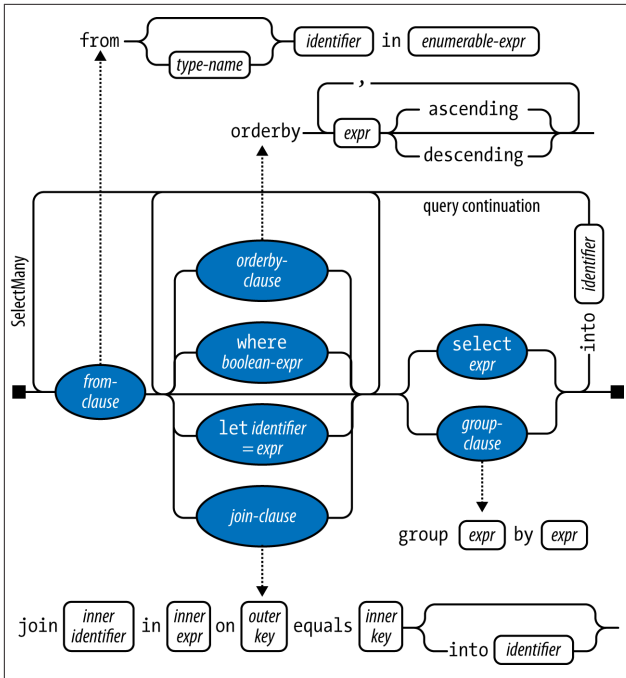 from type-name identifier in enumerable-expr
,
orderby expr ascending
descending
query continuation
SelectMany
identifier
into
orderby-
clause
where
boolean-expr
select
expr
from-
clause
let identifier
= expr
group-
clause
join-clause
group expr by expr
join inner
identifier in inner
expr on outer
key equals inner
key
into identifier